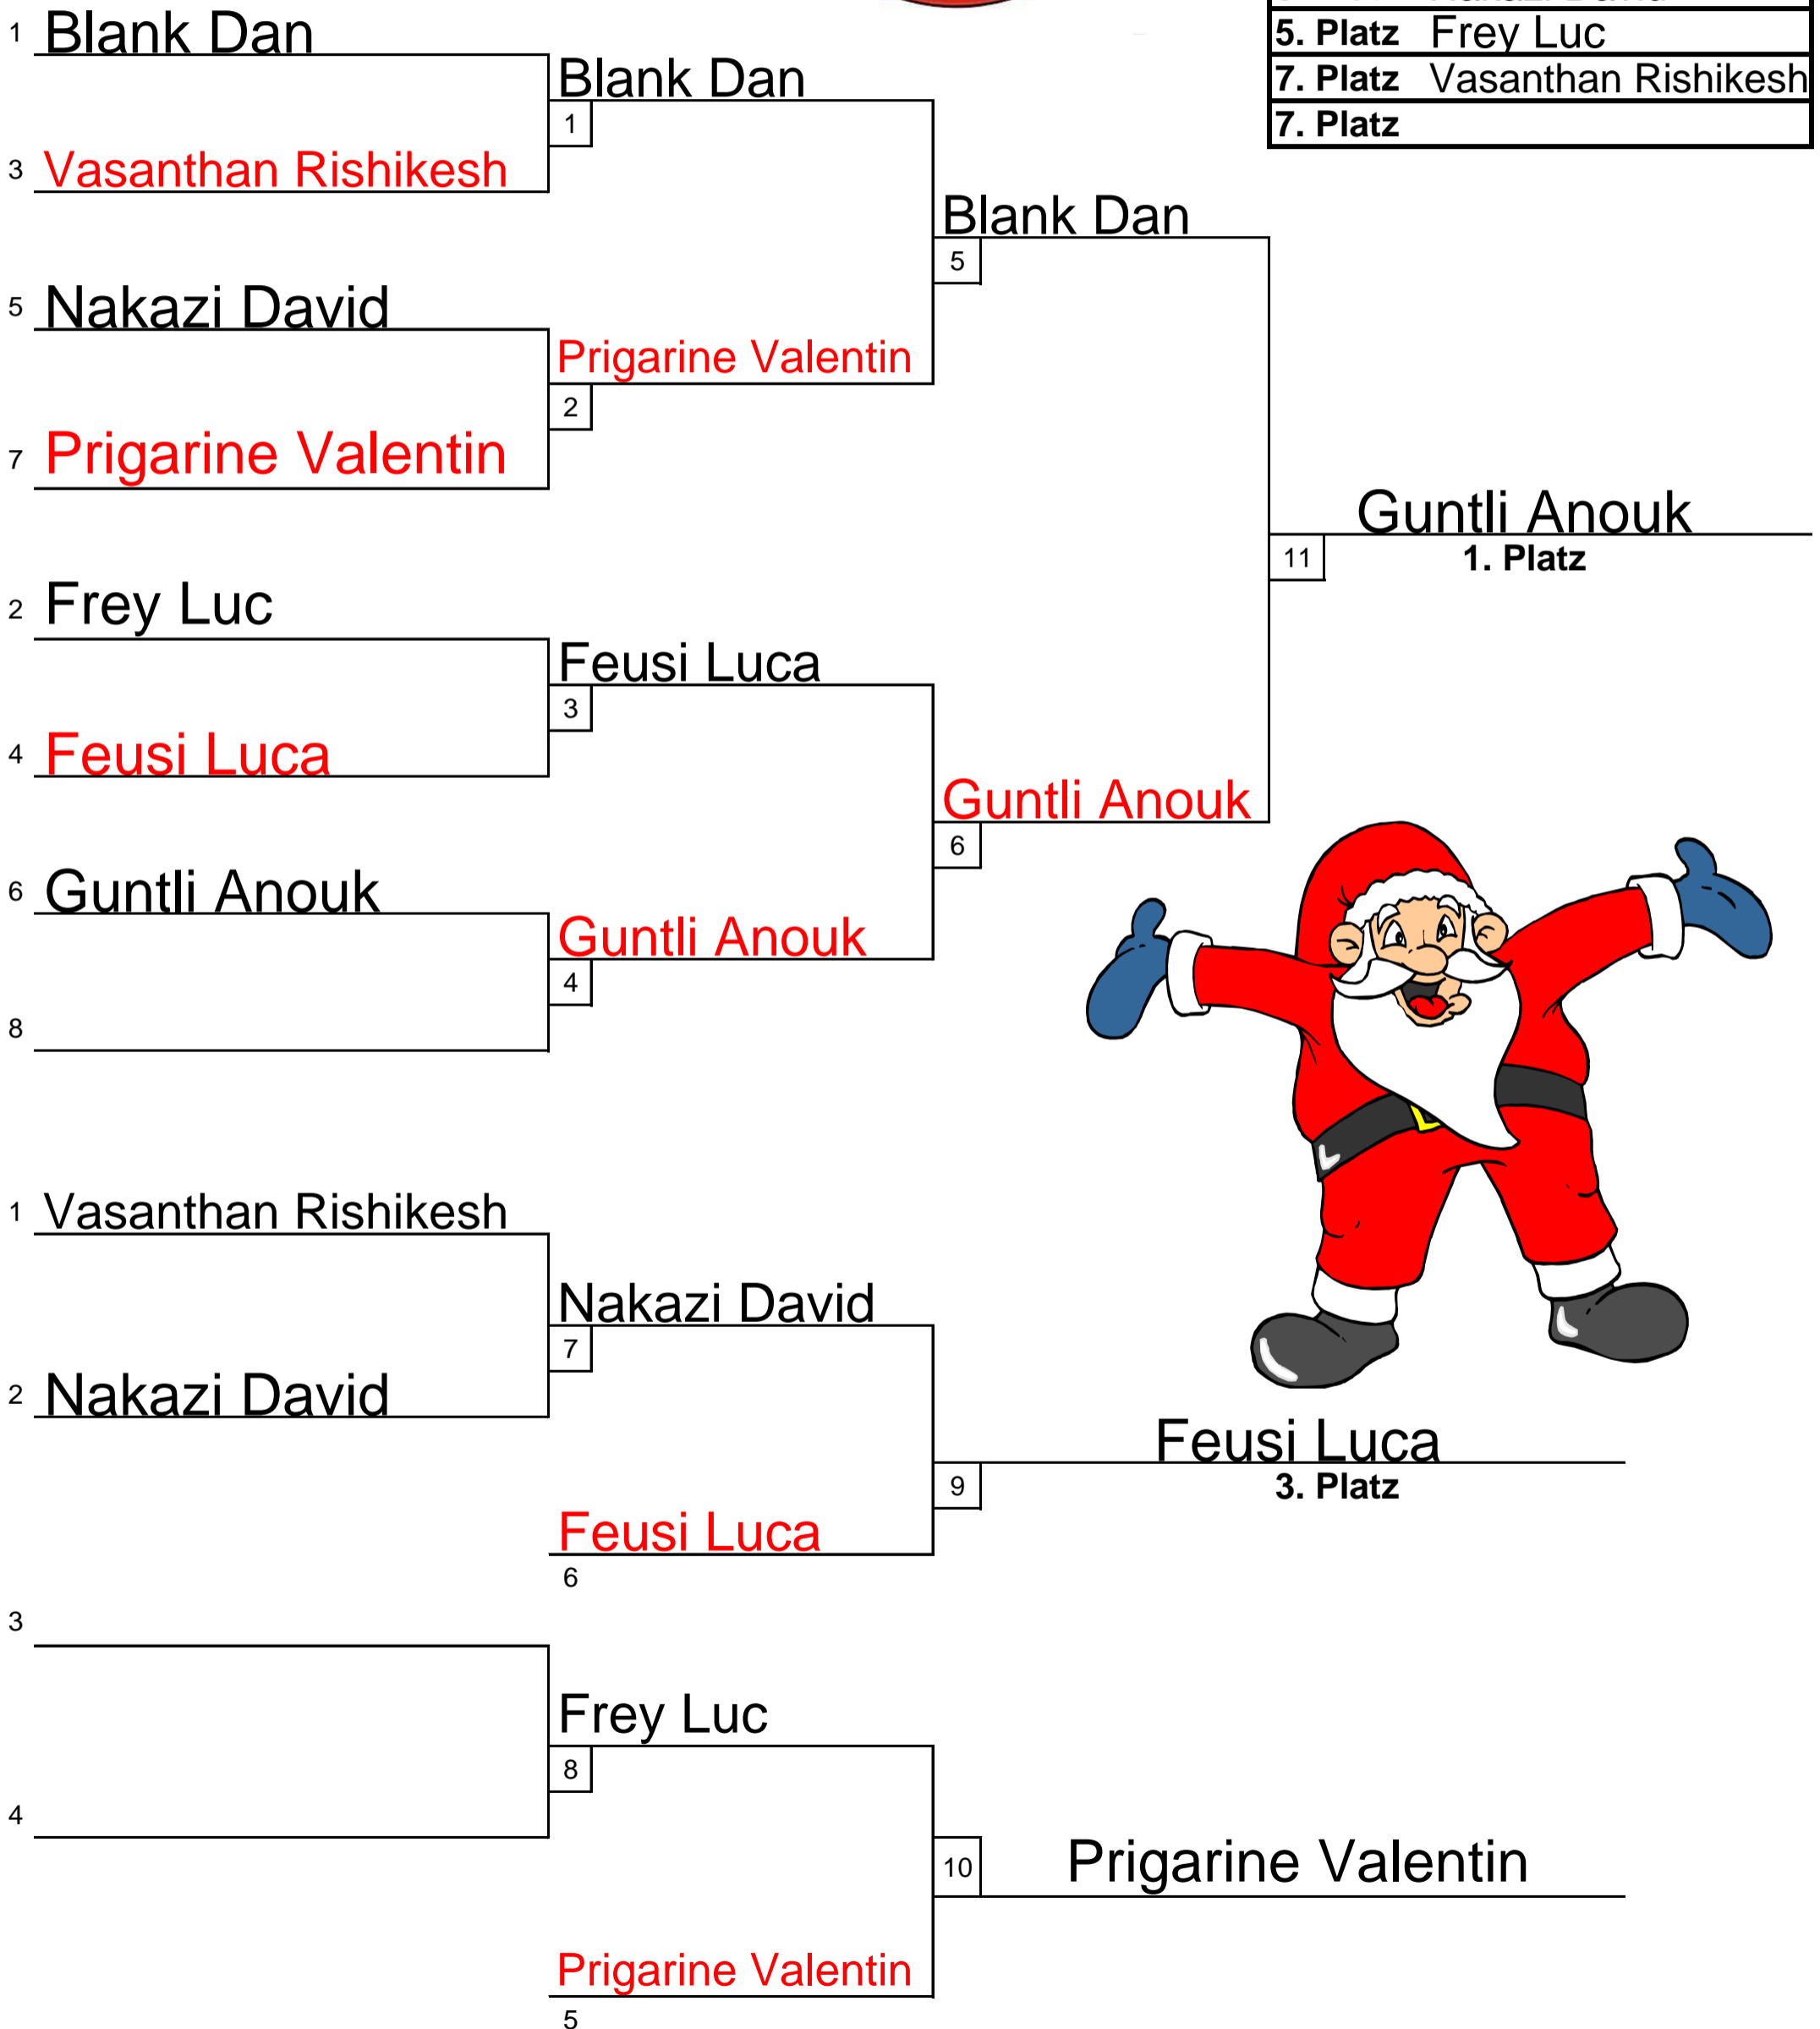 5. Platz Frey Luc
7. Platz Vasanthan Rishikesh
7. Platz
1 Blank Dan
Blank Dan
1
3 Vasanthan Rishikesh
Blank Dan
5
5 Nakazi David
Prigarine Valentin
2
7 Prigarine Valentin
Guntli Anouk
11 1. Platz
2 Frey Luc
Feusi Luca
3
4 Feusi Luca
Guntli Anouk
6
6 Guntli Anouk
Guntli Anouk
4
8
1 Vasanthan Rishikesh
Nakazi David
7
2 Nakazi David
Feusi Luca
9 3. Platz
Feusi Luca
6
3
Frey Luc
8
4
10 Prigarine Valentin
Prigarine Valentin
5